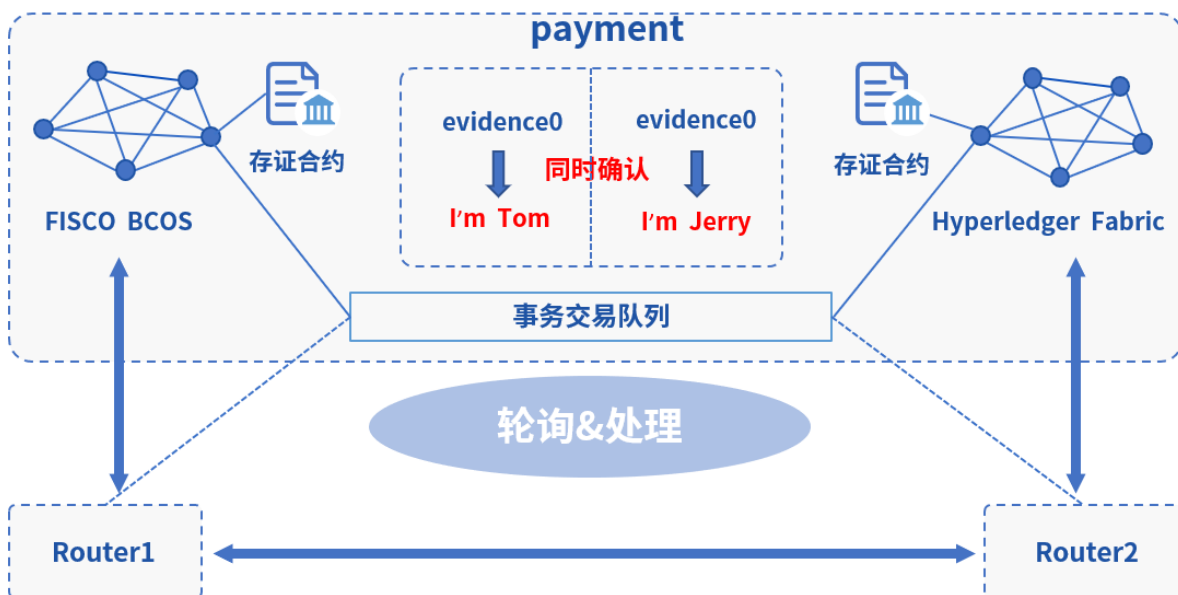 payment
evidence0
evidence0
存证合约
存证合约
同时确认
I'm Tom
I'm Jerry
FISCO BCOS
Hyperledger Fabric
事务交易队列
轮询&处理
Router1
Router2